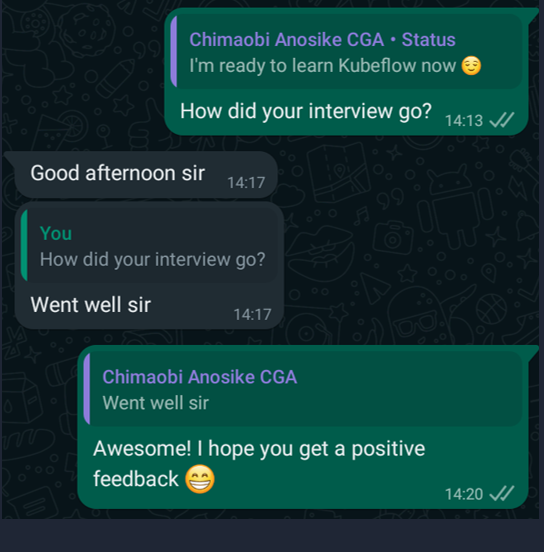 Chimaobi Anosike CGA • Status
I'm ready to learn Kubeflow now 😌
How did your interview go?
14:13
Good afternoon sir
14:17
You
How did your interview go?
Went well sir
14:17
Chimaobi Anosike CGA
Went well sir
Awesome! I hope you get a positive
feedback 😁
14:20